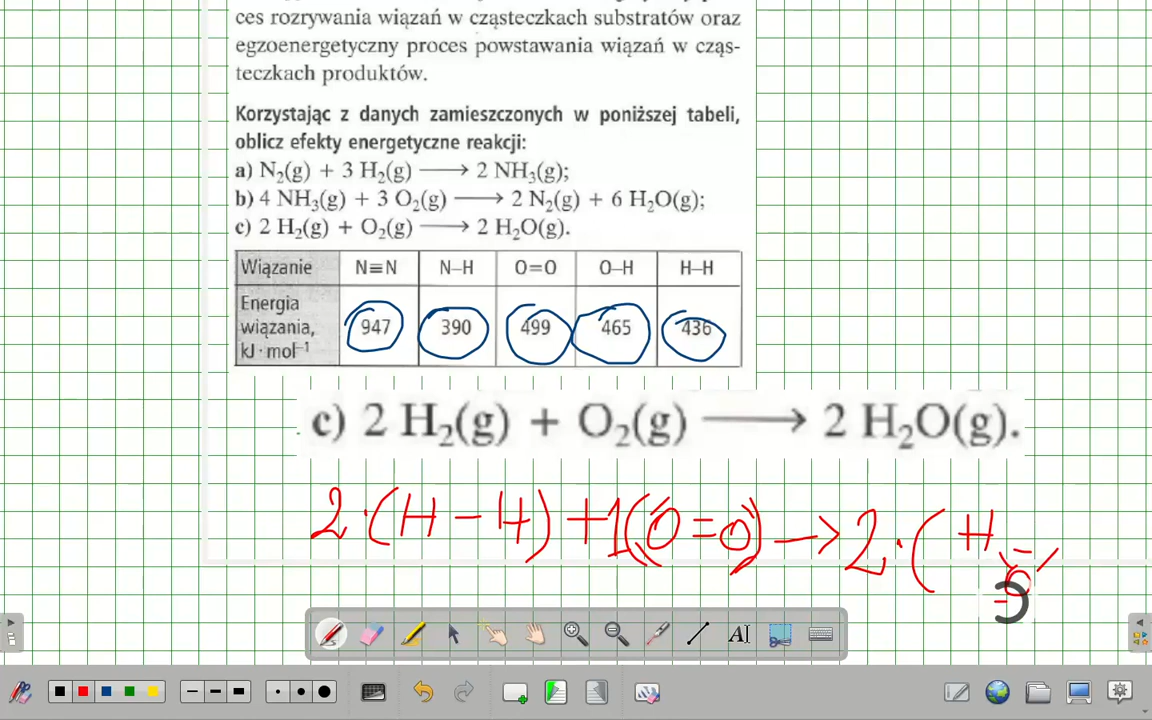 ces rozrywania wiązań w cząsteczkach substratów oraz
egzoenergetyczny proces powstawania wiązań w cząs-
teczkach produktów.
Korzystając z danych zamieszczonych w poniższej tabeli,
oblicz efekty energetyczne reakcji:
a) N₂(g) + 3 H₂(g) ⟶ 2 NH₃(g);
b) 4 NH₃(g) + 3 O₂(g) ⟶ 2 N₂(g) + 6 H₂O(g);
c) 2 H₂(g) + O₂(g) ⟶ 2 H₂O(g).
Wiązanie N≡N N–H O=O O–H H–H
Energia wiązania, kJ · mol⁻¹ 947 390 499 465 436
c) 2 H₂(g) + O₂(g) ⟶ 2 H₂O(g).
2·(H – H) + 1(O = O) → 2·( H O
A